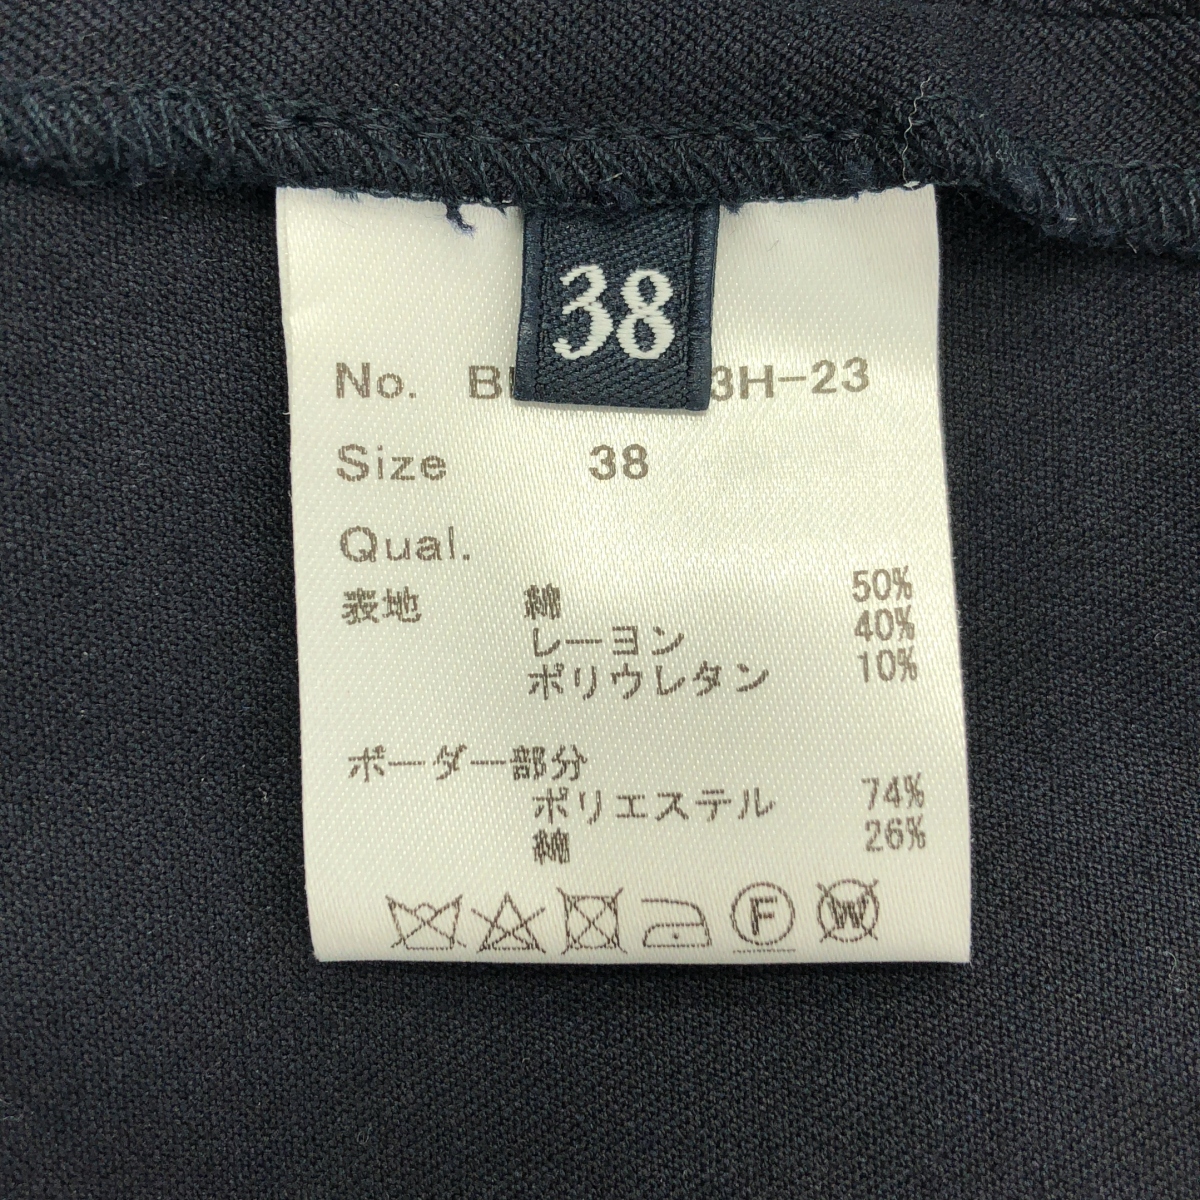 38
No. B 3H-23
Size 38
Qual.
表地 綿 50%
レーヨン 40%
ポリウレタン 10%
ボーダー部分
ポリエステル 74%
綿 26%
F W